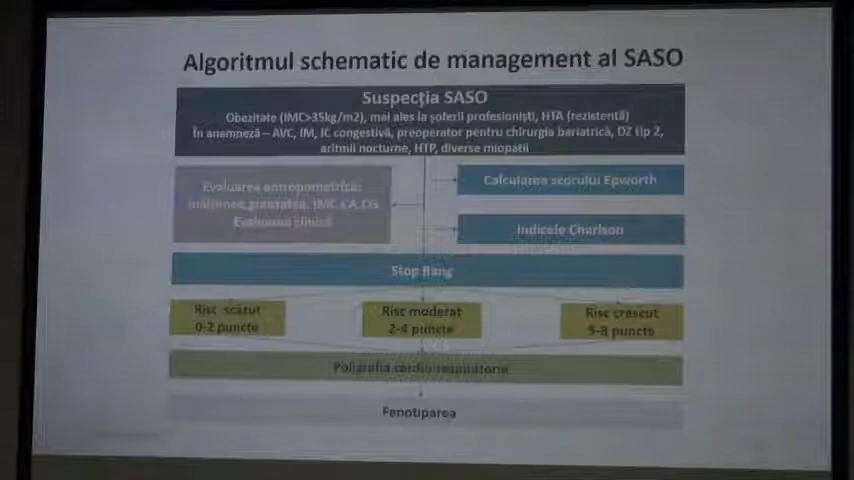 Algoritmul schematic de management al SASO
Suspecția SASO
Obezitate (IMC>35kg/m2), mai ales la șoferii profesioniști, HTA (rezistentă)
În anamneză – AVC, IM, IC congestivă, preoperator pentru chirurgia bariatrică, DZ tip 2,
aritmii nocturne, HTP, diverse miopatii
Evaluarea antropometrică:
înălțimea, greutatea, IMC, CA, CG
Evaluarea clinică
Calcularea scorului Epworth
Indicele Charlson
Stop Bang
Risc scăzut
0-2 puncte
Risc moderat
2-4 puncte
Risc crescut
5-8 puncte
Poligrafia cardio-respiratorie
Fenotiparea